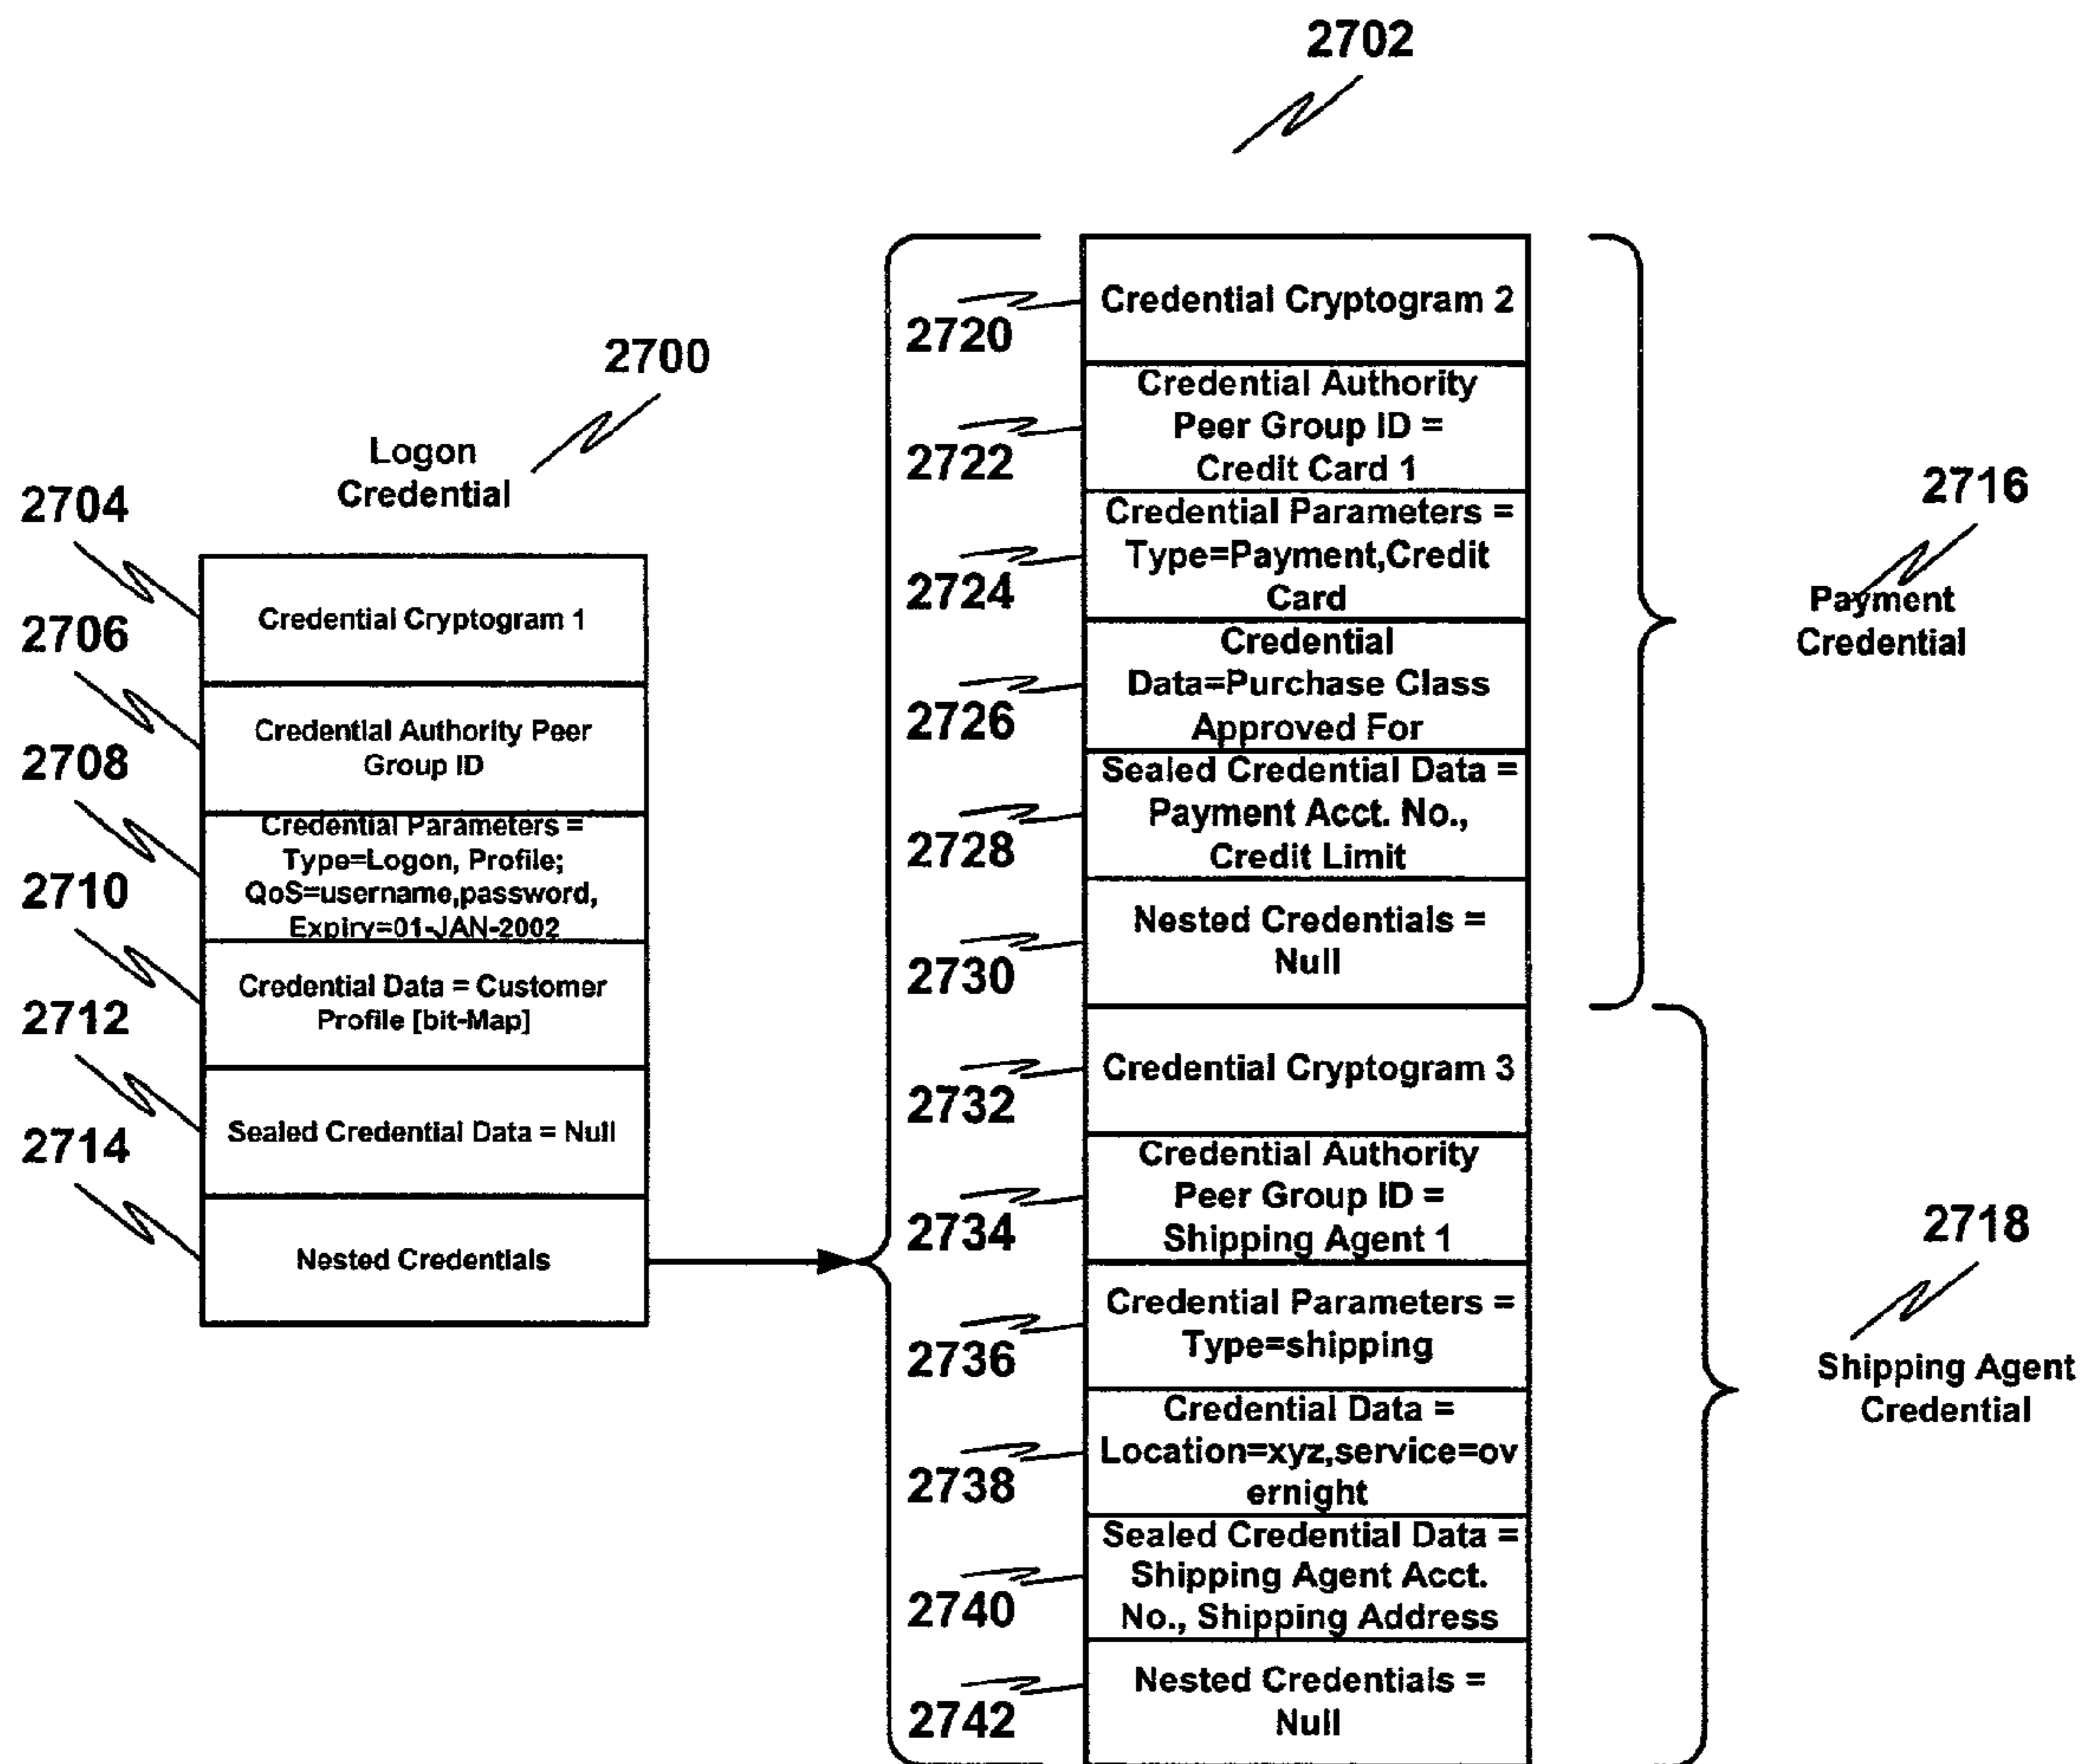 2702
2700
Logon
Credential
2704
Credential Cryptogram 1
2706
Credential Authority Peer
Group ID
2708
Credential Parameters =
Type=Logon, Profile;
QoS=username,password,
Expiry=01-JAN-2002
2710
Credential Data = Customer
Profile [bit-Map]
2712
Sealed Credential Data = Null
2714
Nested Credentials
2720
Credential Cryptogram 2
2722
Credential Authority
Peer Group ID =
Credit Card 1
2724
Credential Parameters =
Type=Payment,Credit
Card
2726
Credential
Data=Purchase Class
Approved For
2728
Sealed Credential Data =
Payment Acct. No.,
Credit Limit
2730
Nested Credentials =
Null
2716
Payment
Credential
2732
Credential Cryptogram 3
2734
Credential Authority
Peer Group ID =
Shipping Agent 1
2736
Credential Parameters =
Type=shipping
2738
Credential Data =
Location=xyz,service=ov
ernight
2740
Sealed Credential Data =
Shipping Agent Acct.
No., Shipping Address
2742
Nested Credentials =
Null
2718
Shipping Agent
Credential